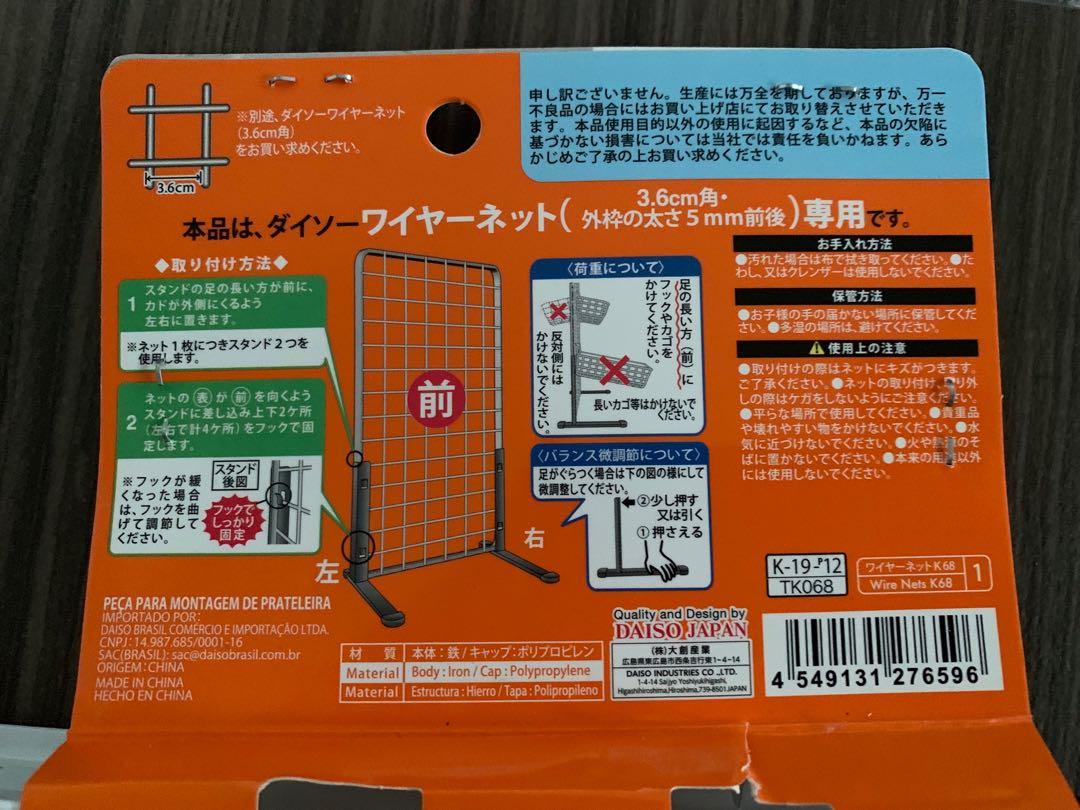 ※別途、ダイソーワイヤーネット
(3.6cm角)
をお買い求めください。
3.6cm
申し訳ございません。生産には万全を期しておりますが、万一
不良品の場合にはお買い上げ店にてお取り替えさせていただき
ます。本品使用目的以外の使用に起因するなど、本品の欠陥に
基づかない損害については当社では責任を負いかねます。あら
かじめご了承の上お買い求めください。
本品は、ダイソーワイヤーネット(3.6cm角・
外枠の太さ5mm前後)専用です。
◆取り付け方法◆
1 スタンドの足の長い方が前に、
カドが外側にくるよう
左右に置きます。
※ネット1枚につきスタンド2つを
使用します。
2 ネットの(表)が(前)を向くよう
スタンドに差し込み上下2ケ所
(左右で計4ケ所)をフックで固
定します。
※フックが緩
くなった場合
は、フックを曲
げて調節して
ください。
スタンド
後図
フックで
しっかり
固定
前
左
右
〈荷重について〉
足の長い方(前)に
フックやカゴを
かけてください。
反対側には
かけないでください。
長いカゴ等はかけないで
ください。
〈バランス微調節について〉
足がぐらつく場合は下の図の様にして
微調整してください。
②少し押す
又は引く
①押さえる
お手入れ方法
●汚れた場合は布で拭き取ってください。●た
わし、又はクレンザーは使用しないでください。
保管方法
●お子様の手の届かない場所に保管してくだ
さい。●多湿の場所は、避けてください。
使用上の注意
●取り付けの際はネットにキズがつきます。
ご了承ください。●ネットの取り付け、取り外
しの際はケガをしないようにご注意ください。
●平らな場所で使用してください。●貴重品
や壊れやすい物をかけないでください。●水
気に近づけないでください。●火や熱源のそ
ばに置かないでください。●本来の用途以外
には使用しないでください。
K-19-P12
TK068
ワイヤーネットK68
Wire Nets K68
1
PEÇA PARA MONTAGEM DE PRATELEIRA
IMPORTADO POR:
DAISO BRASIL COMÉRCIO E IMPORTAÇÃO LTDA.
CNPJ: 14.987.685/0001-16
SAC(BRASIL): sac@daisobrasil.com.br
ORIGEM: CHINA
MADE IN CHINA
HECHO EN CHINA
材 質 本体:鉄/キャップ:ポリプロピレン
Material Body : Iron / Cap : Polypropylene
Material Estructura : Hierro / Tapa : Polipropileno
Quality and Design by
DAISO JAPAN
(株)大創産業
広島県東広島市西条吉行東1-4-14
DAISO INDUSTRIES CO.,LTD.
1-4-14 Saijyo Yoshiyukihigashi,
Higashihiroshima,Hiroshima,739-8501JAPAN
4 549131 276596